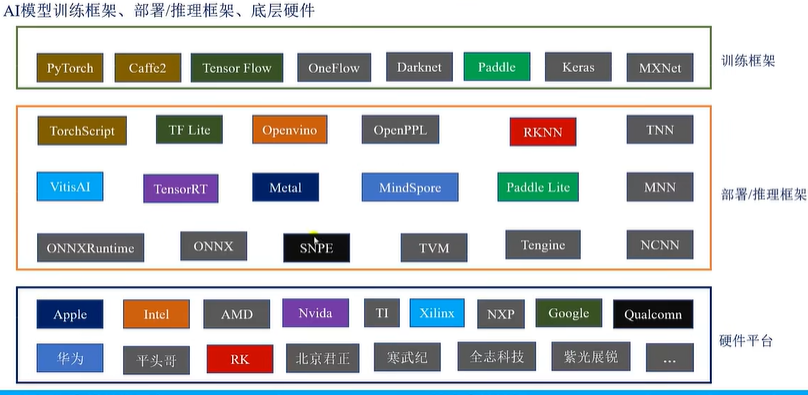 AI模型训练框架、部署/推理框架、底层硬件
PyTorch Caffe2 Tensor Flow OneFlow Darknet Paddle Keras MXNet
训练框架
TorchScript TF Lite Openvino OpenPPL RKNN TNN
VitisAI TensorRT Metal MindSpore Paddle Lite MNN
部署/推理框架
ONNXRuntime ONNX SNPE TVM Tengine NCNN
Apple Intel AMD Nvida TI Xilinx NXP Google Qualcomn
硬件平台
华为 平头哥 RK 北京君正 寒武纪 全志科技 紫光展锐 ...